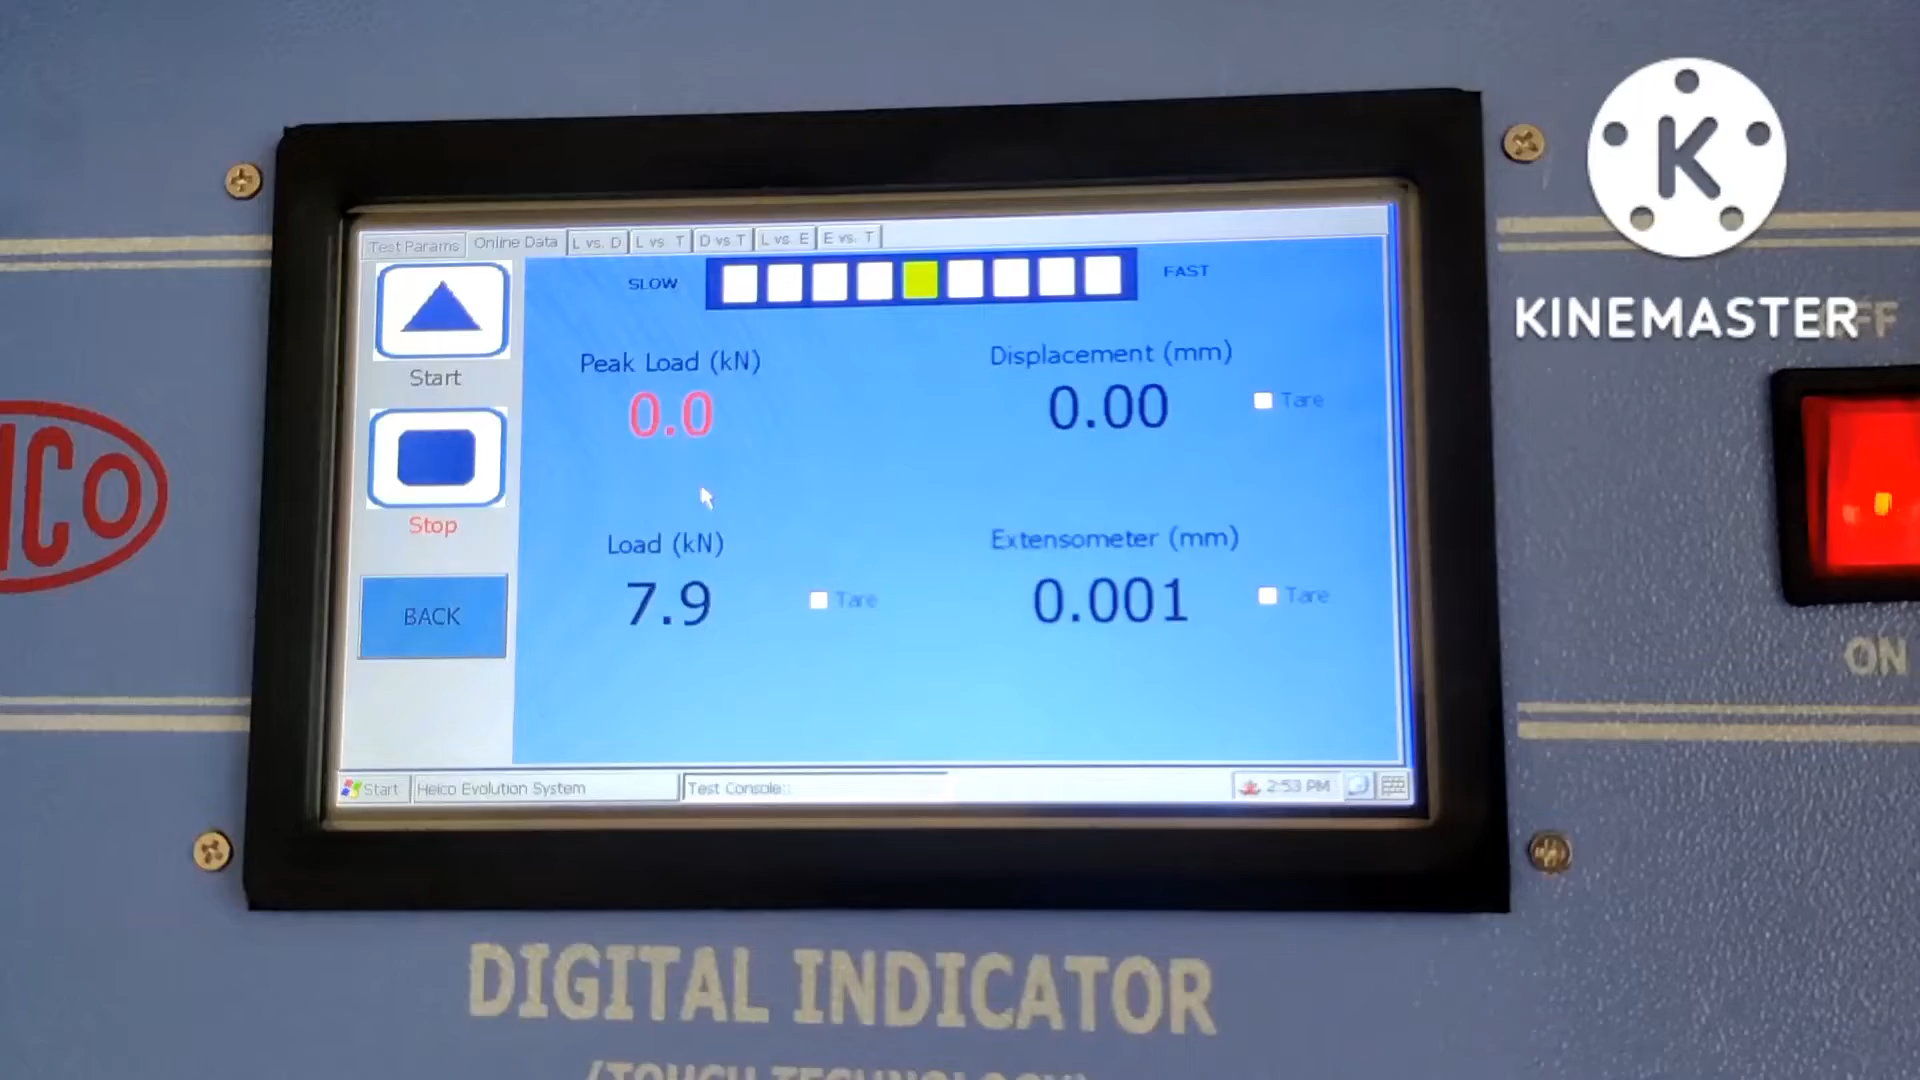 Test Params Online Data L vs. D L vs. T D vs T L vs. E E vs. T
SLOW FAST
Start
Peak Load (kN)
0.0
Displacement (mm)
0.00
Tare
Stop
Load (kN)
7.9
Tare
Extensometer (mm)
0.001
Tare
BACK
Start Heico Evolution System Test Console 2:53 PM
K
KINEMASTER
ON
DIGITAL INDICATOR
(TOUCH TECHNOLOGY)